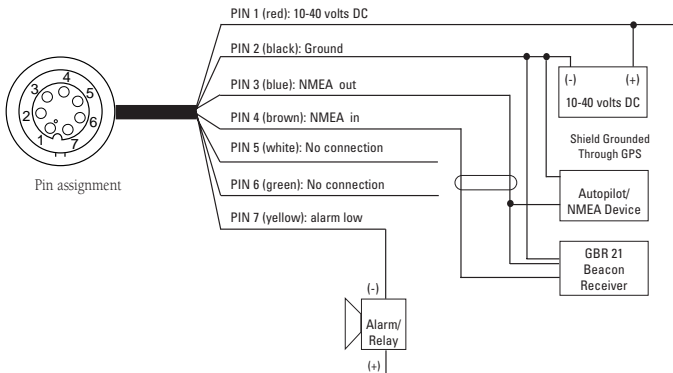 PIN 1 (red): 10-40 volts DC
PIN 2 (black): Ground
PIN 3 (blue): NMEA out
PIN 4 (brown): NMEA in
PIN 5 (white): No connection
PIN 6 (green): No connection
PIN 7 (yellow): alarm low
4
3
5
2
6
1
7
Pin assignment
(-)
(+)
10-40 volts DC
Shield Grounded
Through GPS
Autopilot/
NMEA Device
GBR 21
Beacon
Receiver
(-)
Alarm/
Relay
(+)